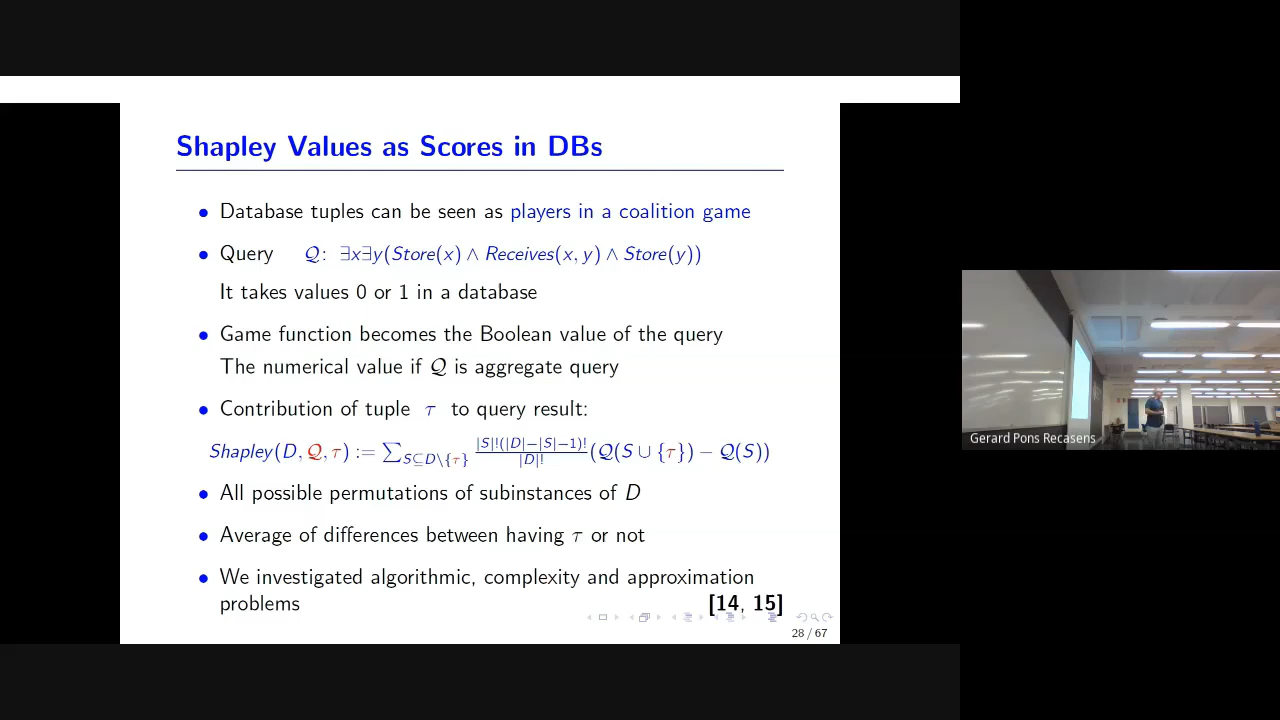 Shapley Values as Scores in DBs
• Database tuples can be seen as players in a coalition game
• Query 𝒬: ∃x∃y(Store(x) ∧ Receives(x, y) ∧ Store(y))
It takes values 0 or 1 in a database
• Game function becomes the Boolean value of the query
The numerical value if 𝒬 is aggregate query
• Contribution of tuple τ to query result:
Shapley(D, 𝒬, τ) := ∑_{S⊆D\{τ}} |S|!(|D|−|S|−1)!/|D|! (𝒬(S ∪ {τ}) − 𝒬(S))
• All possible permutations of subinstances of D
• Average of differences between having τ or not
• We investigated algorithmic, complexity and approximation
problems [14, 15]
28 / 67
Gerard Pons Recasens